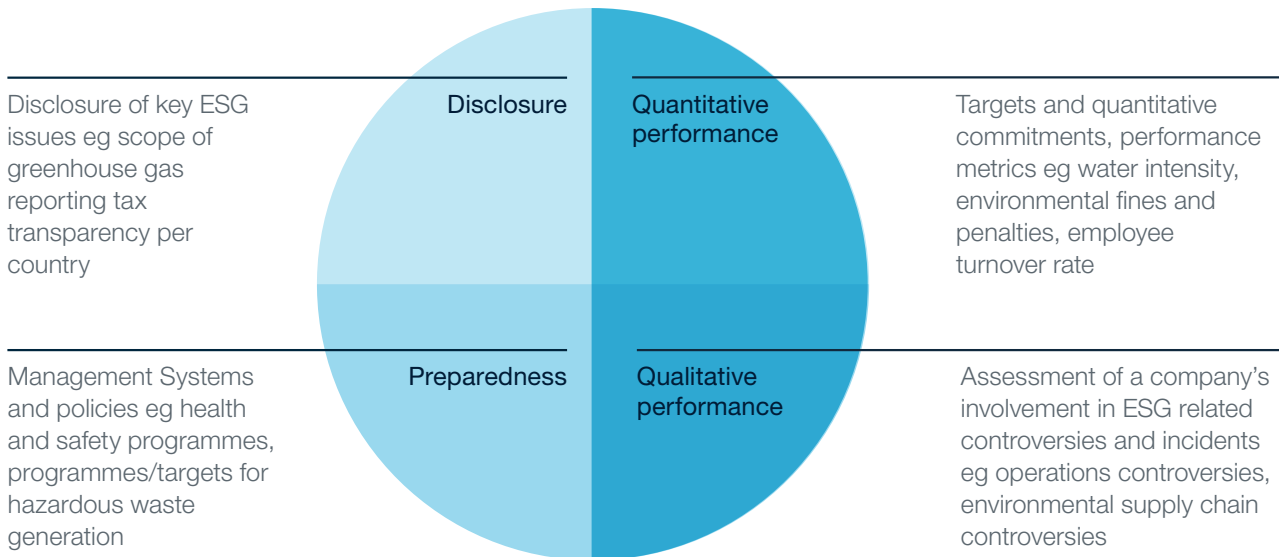 Disclosure of key ESG
issues eg scope of
greenhouse gas
reporting tax
transparency per
country
Disclosure
Quantitative
performance
Targets and quantitative
commitments, performance
metrics eg water intensity,
environmental fines and
penalties, employee
turnover rate
Management Systems
and policies eg health
and safety programmes,
programmes/targets for
hazardous waste
generation
Preparedness
Qualitative
performance
Assessment of a company’s
involvement in ESG related
controversies and incidents
eg operations controversies,
environmental supply chain
controversies